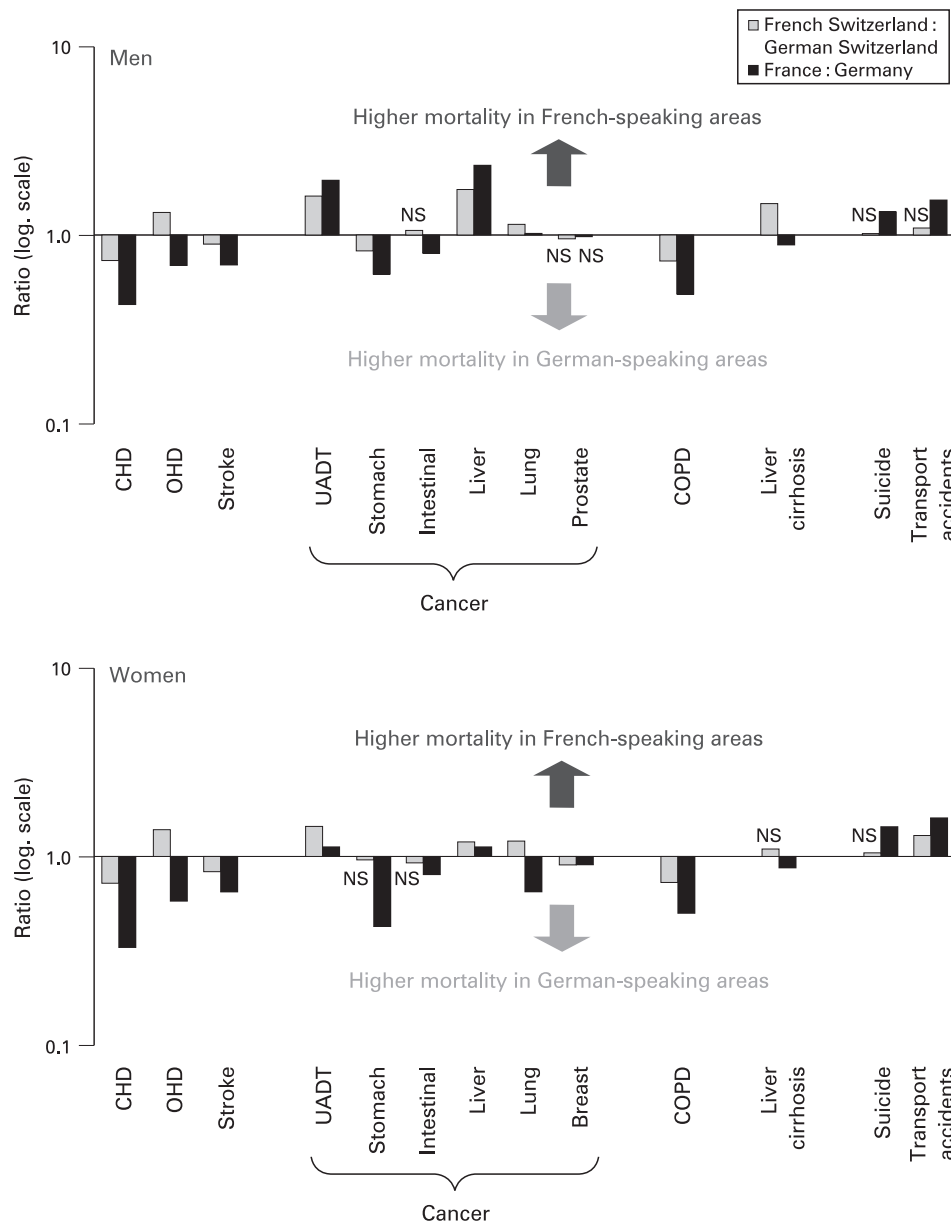 French Switzerland :
German Switzerland
France : Germany
10
Men
Higher mortality in French-speaking areas
Ratio (log. scale)
NS
NS
NS
1.0
NS
NS
Higher mortality in German-speaking areas
0.1
CHD
OHD
Stroke
UADT
Stomach
Intestinal
Liver
Lung
Prostate
COPD
Liver
cirrhosis
Suicide
Transport
accidents
Cancer
10
Women
Higher mortality in French-speaking areas
Ratio (log. scale)
NS
NS
1.0
NS
NS
Higher mortality in German-speaking areas
0.1
CHD
OHD
Stroke
UADT
Stomach
Intestinal
Liver
Lung
Breast
COPD
Liver
cirrhosis
Suicide
Transport
accidents
Cancer